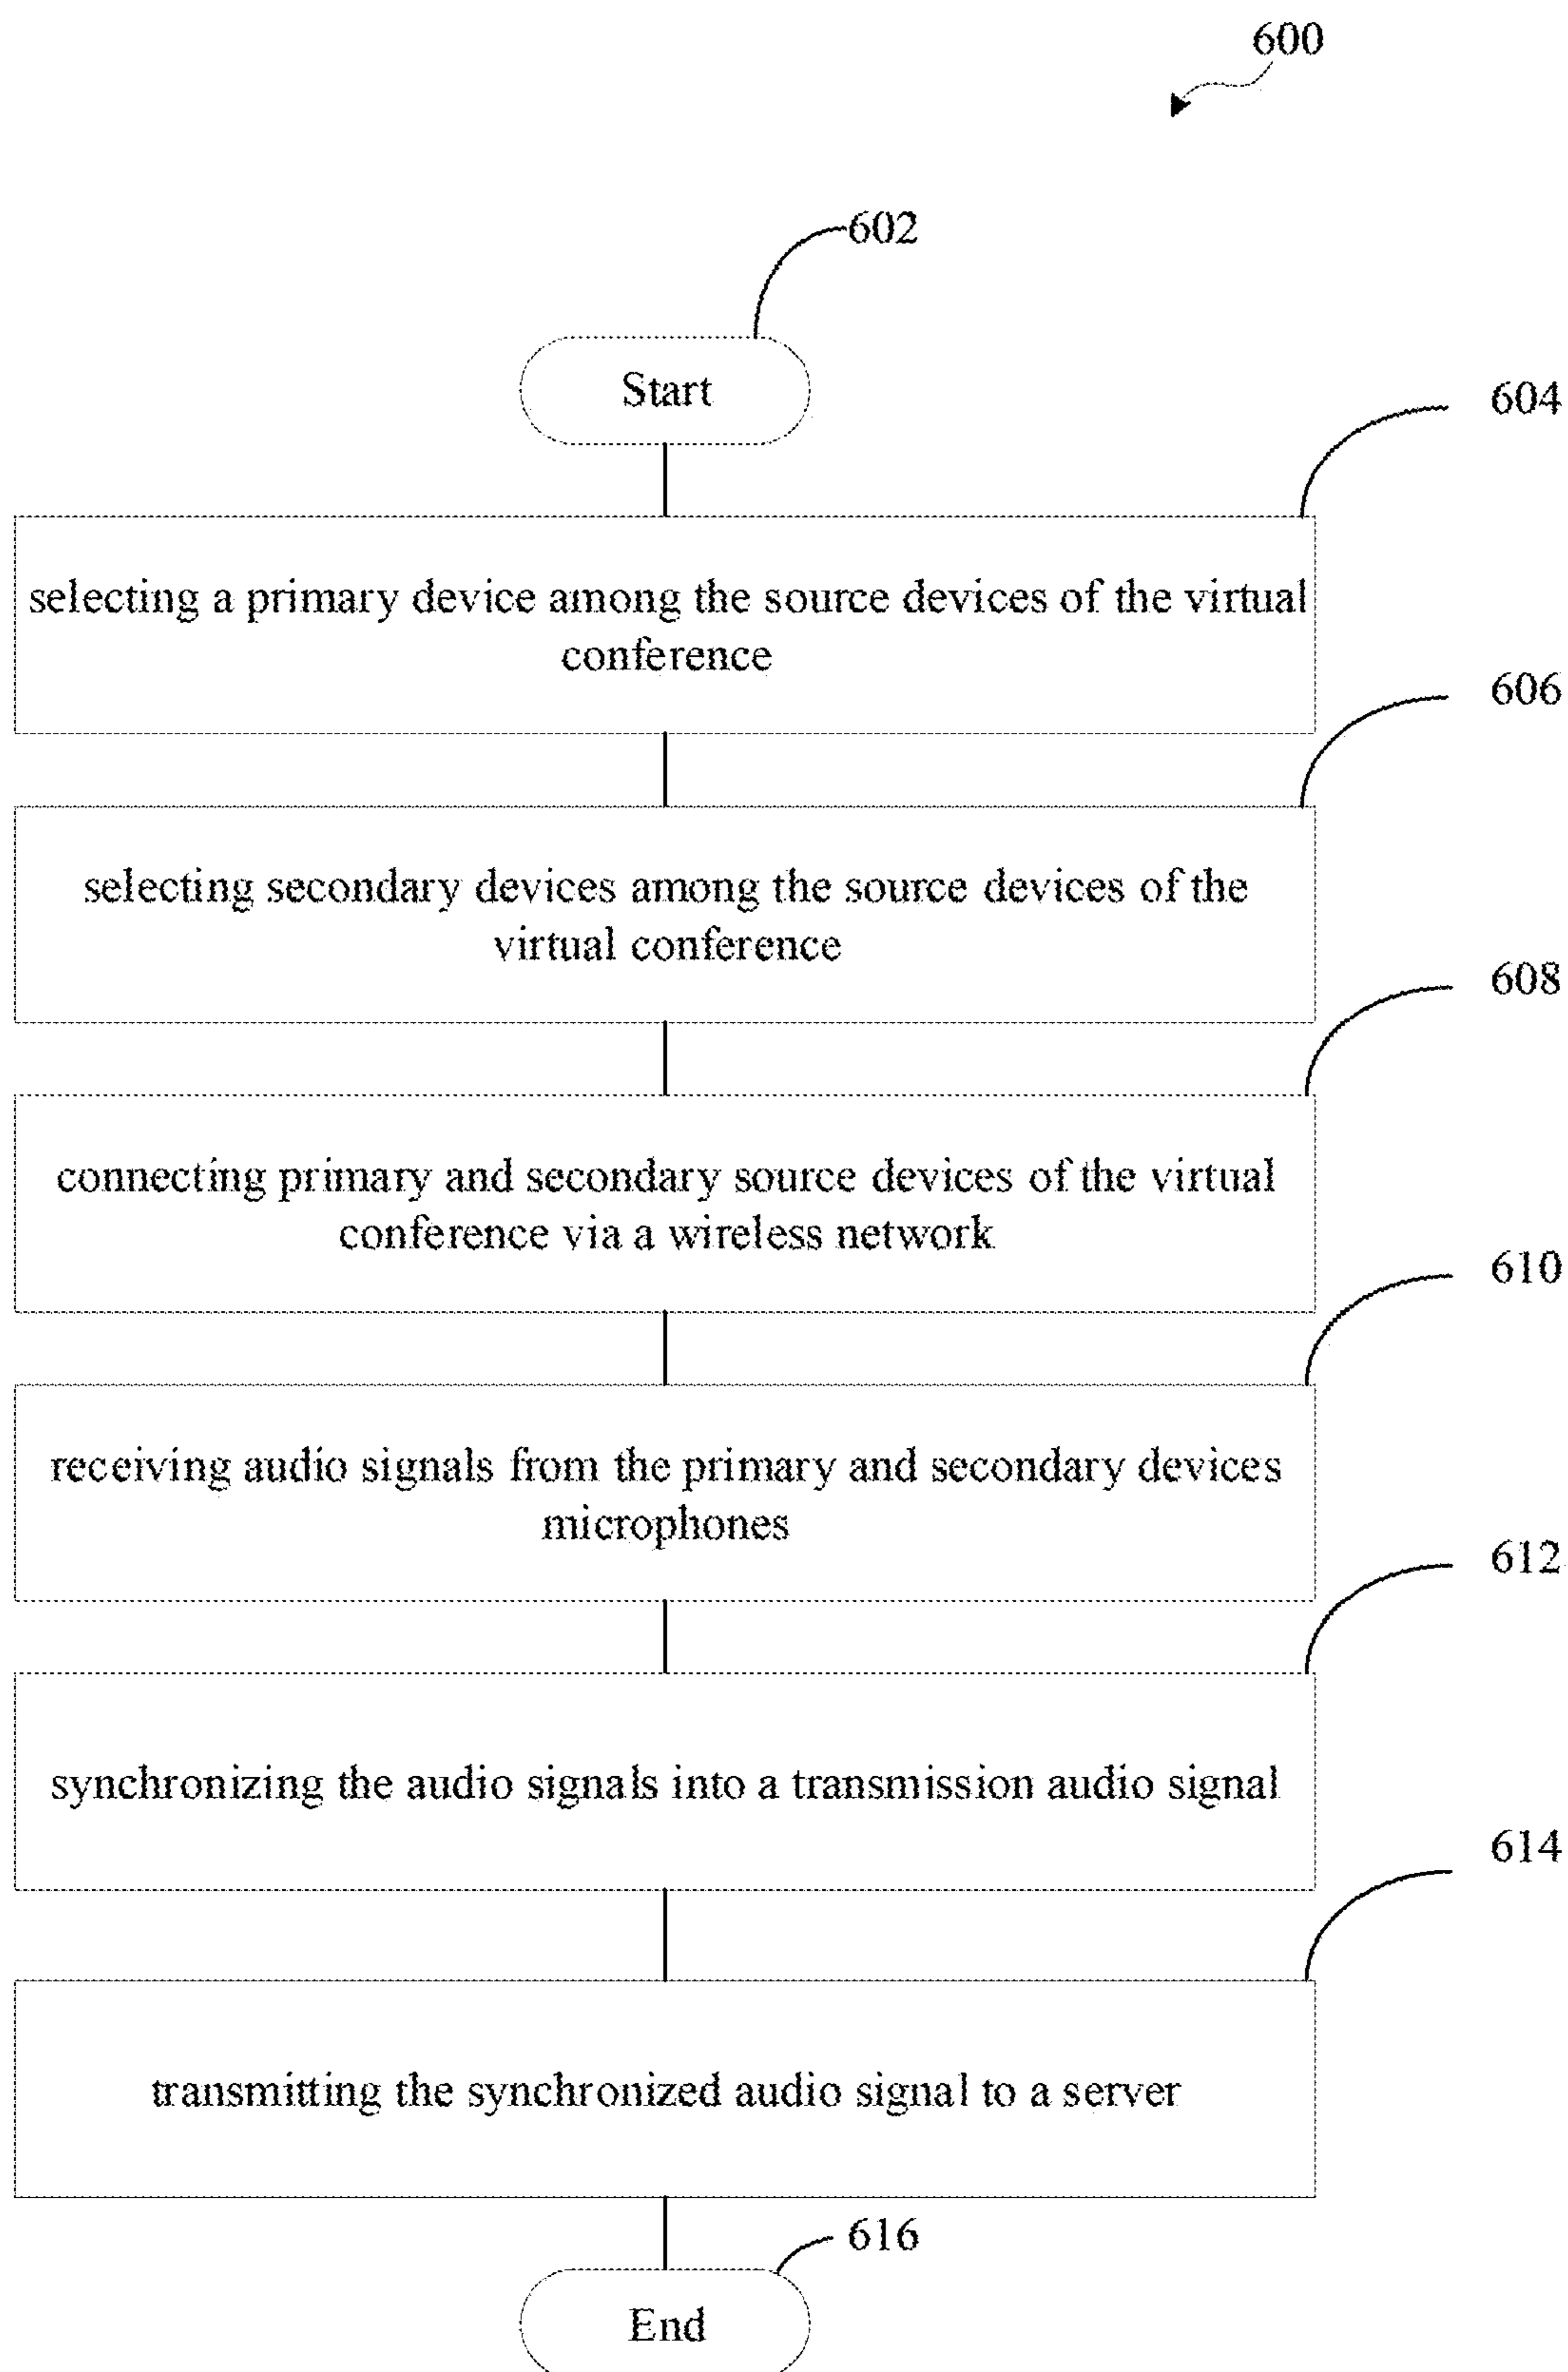 600
602
Start
604
selecting a primary device among the source devices of the virtual
conference
606
selecting secondary devices among the source devices of the
virtual conference
608
connecting primary and secondary source devices of the virtual
conference via a wireless network
610
receiving audio signals from the primary and secondary devices
microphones
612
synchronizing the audio signals into a transmission audio signal
614
transmitting the synchronized audio signal to a server
616
End